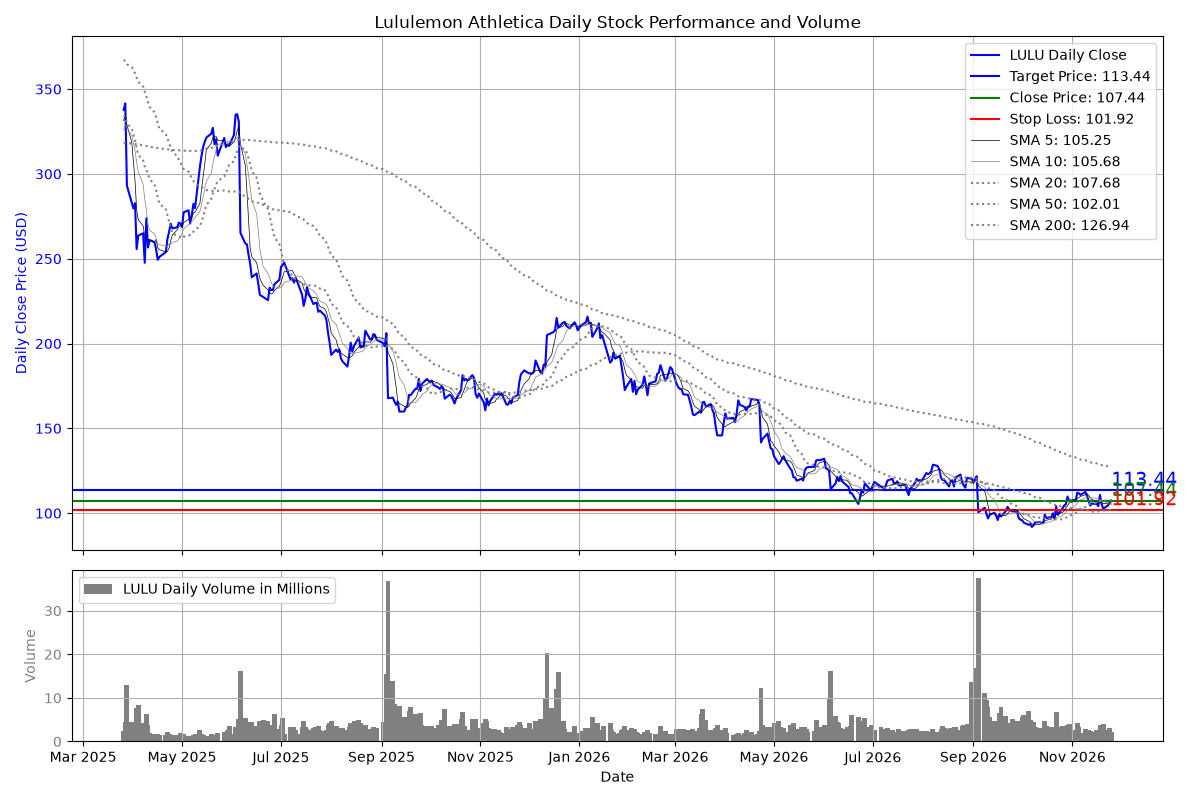 Lululemon Athletica Daily Stock Performance and Volume
LULU Daily Close
Target Price: 113.44
Close Price: 107.44
Stop Loss: 101.92
SMA 5: 105.25
SMA 10: 105.68
SMA 20: 107.68
SMA 50: 102.01
SMA 200: 126.94
Daily Close Price (USD)
350
300
250
200
150
100
113.44
107.44
101.92
LULU Daily Volume in Millions
Volume
30
20
10
0
Mar 2025 May 2025 Jul 2025 Sep 2025 Nov 2025 Jan 2026 Mar 2026 May 2026 Jul 2026 Sep 2026 Nov 2026
Date